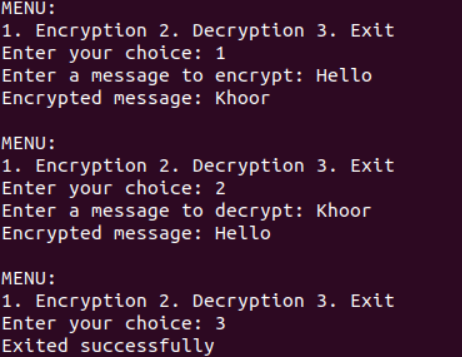 MENU:
1. Encryption 2. Decryption 3. Exit
Enter your choice: 1
Enter a message to encrypt: Hello
Encrypted message: Khoor
MENU:
1. Encryption 2. Decryption 3. Exit
Enter your choice: 2
Enter a message to decrypt: Khoor
Encrypted message: Hello
MENU:
1. Encryption 2. Decryption 3. Exit
Enter your choice: 3
Exited successfully